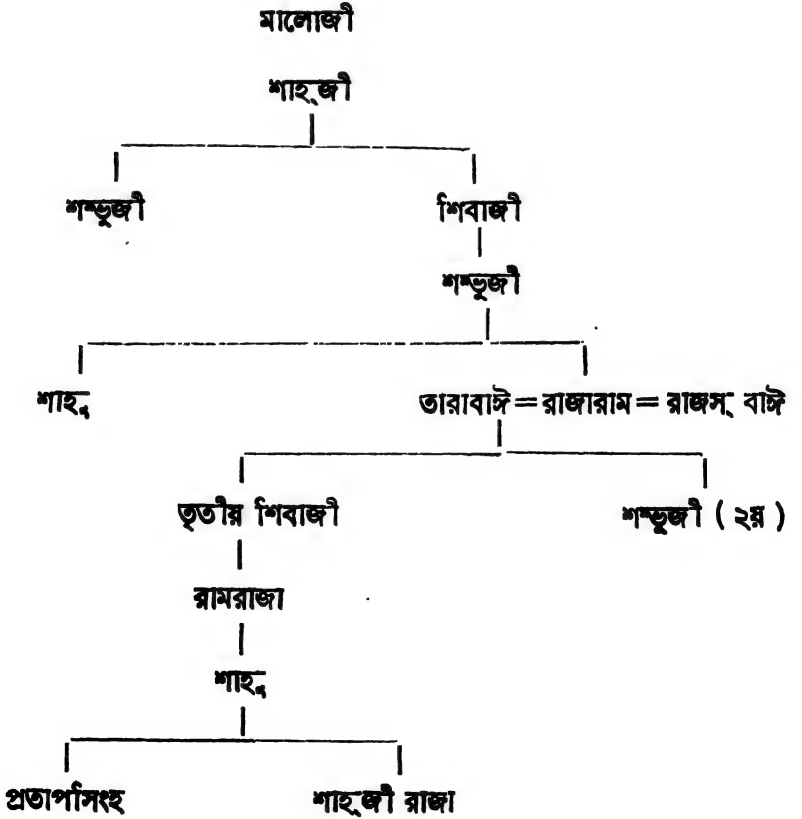 মালোজী
শাহ্‌জী
শম্ভুজী শিবাজী
শম্ভুজী
শাহু তারাবাঈ = রাজারাম = রাজস্‌ বাঈ
তৃতীয় শিবাজী শম্ভুজী ( ২য় )
রামরাজা
শাহু
প্রতাপসিংহ শাহ্‌জী রাজা